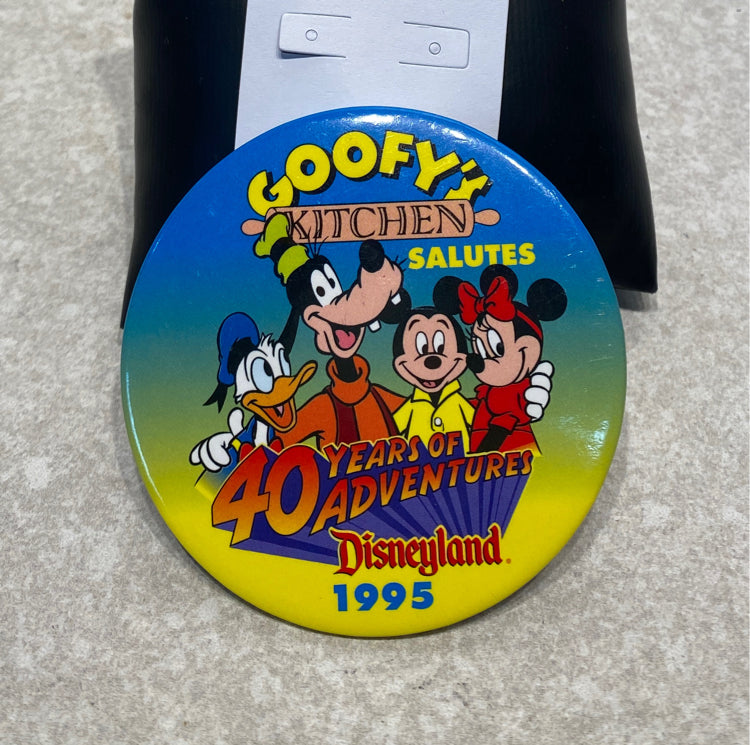 GOOFY'S
KITCHEN
SALUTES
40 YEARS OF
ADVENTURES
Disneyland
1995